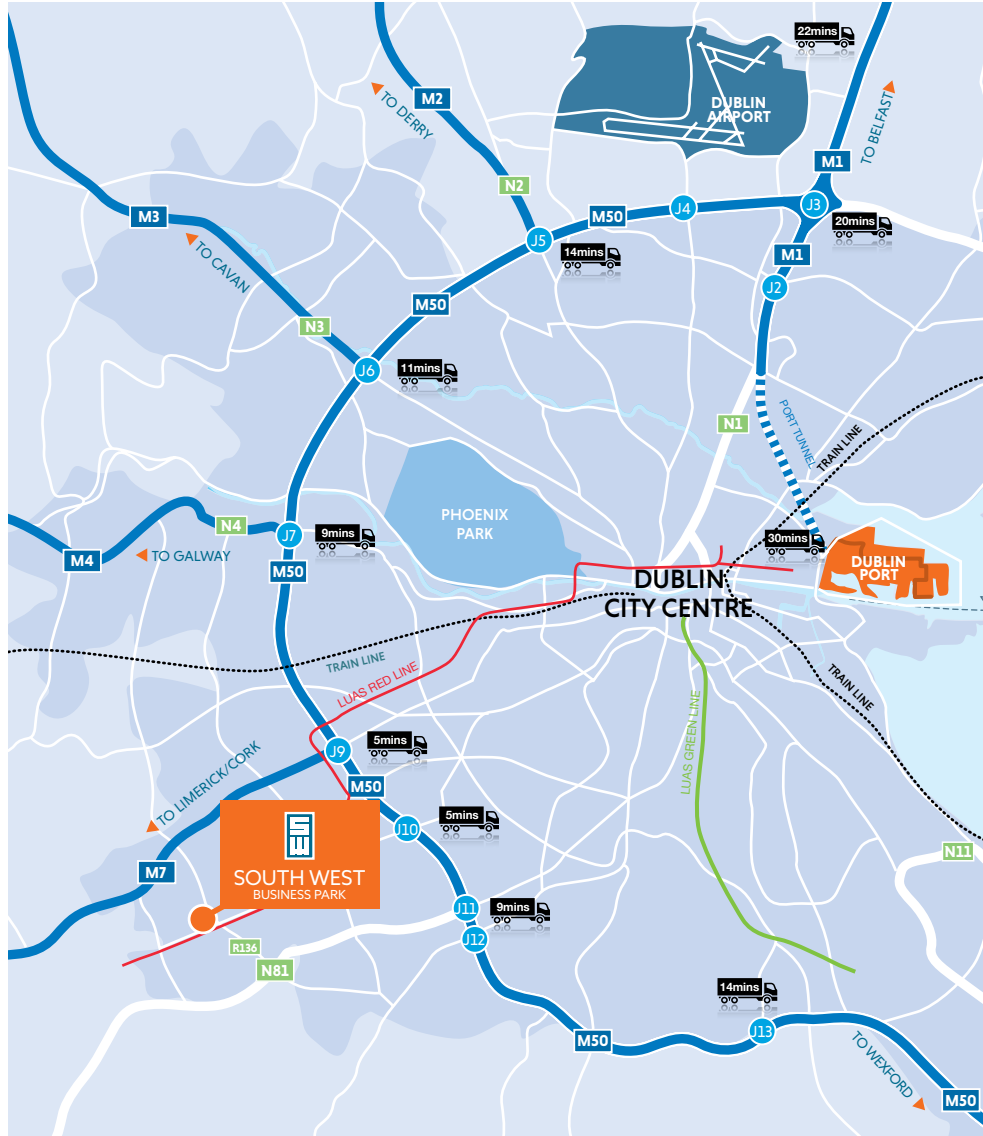 22mins
M2
TO DERRY
DUBLIN
AIRPORT
TO BELFAST
M1
N2
M3
M50
J4
J3
20mins
TO CAVAN
J5
14mins
M1
J2
M50
N3
J6
11mins
N1
PORT TUNNEL
TRAIN LINE
PHOENIX
PARK
N4
J7
9mins
30mins
M4
TO GALWAY
M50
DUBLIN
PORT
DUBLIN
CITY CENTRE
TRAIN LINE
LUAS RED LINE
TRAIN LINE
LUAS GREEN LINE
J9
5mins
TO LIMERICK/CORK
M50
J10
5mins
N11
M7
SOUTH WEST
BUSINESS PARK
J11
9mins
J12
R136
N81
14mins
J13
M50
TO WEXFORD
M50